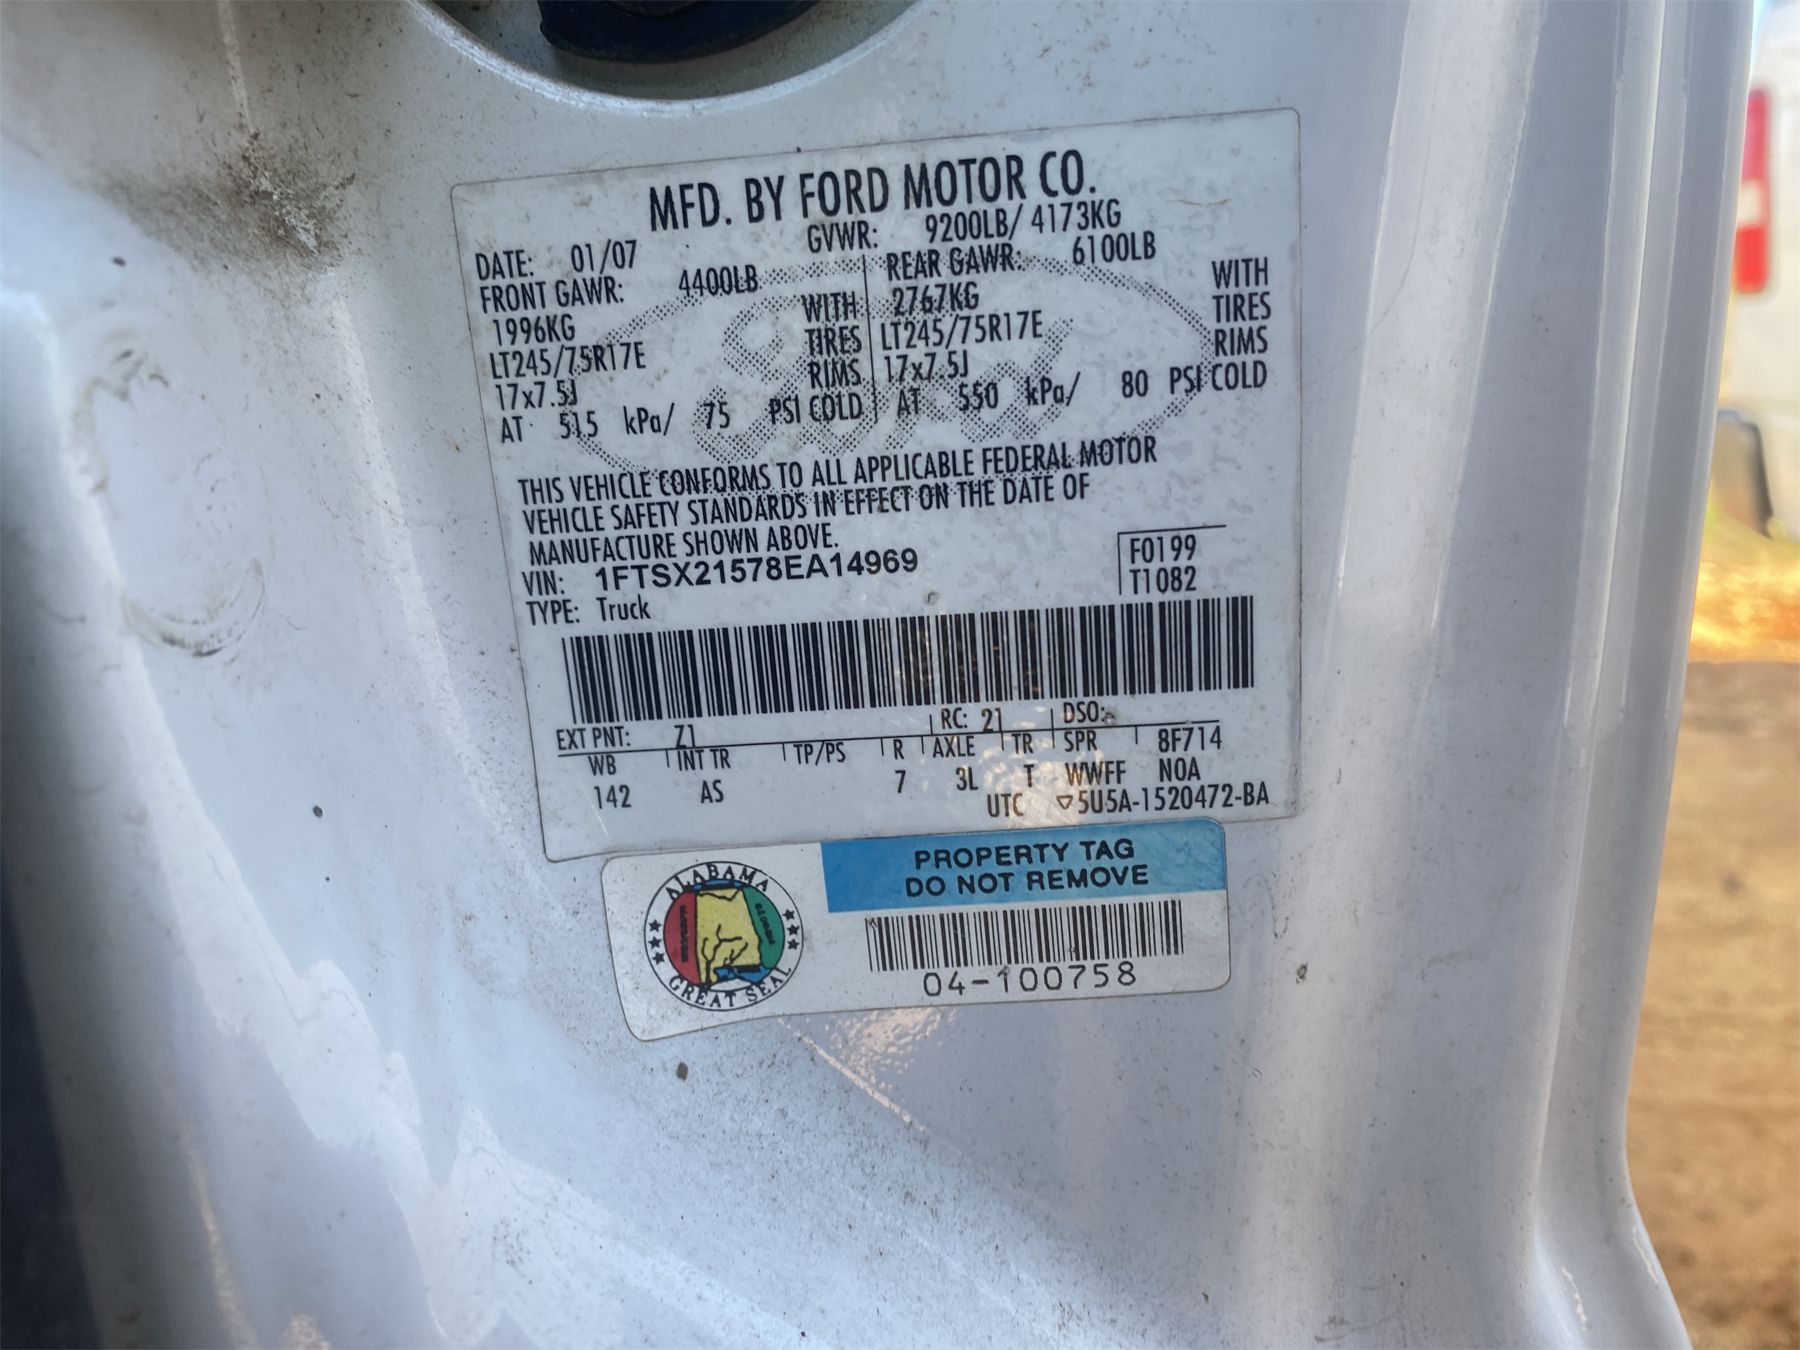 MFD. BY FORD MOTOR CO.
DATE: 01/07 GVWR: 9200LB/ 4173KG
FRONT GAWR: 4400LB REAR GAWR: 6100LB
1996KG WITH 2767KG WITH
LT245/75R17E TIRES LT245/75R17E TIRES
17x7.5J RIMS 17x7.5J RIMS
AT 515 kPa/ 75 PSI COLD AT 550 kPa/ 80 PSI COLD
THIS VEHICLE CONFORMS TO ALL APPLICABLE FEDERAL MOTOR
VEHICLE SAFETY STANDARDS IN EFFECT ON THE DATE OF
MANUFACTURE SHOWN ABOVE.
VIN: 1FTSX21578EA14969 F0199
TYPE: Truck T1082
EXT PNT: Z1 RC: 21 DSO:
WB INT TR TP/PS R AXLE TR SPR 8F714
142 AS 7 3L T WWFF NOA
UTC ▽5U5A-1520472-BA
PROPERTY TAG
DO NOT REMOVE
ALABAMA
GREAT SEAL
04-100758